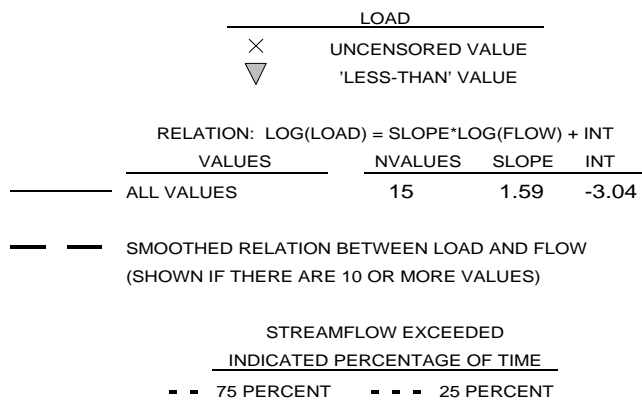 LOAD
UNCENSORED VALUE
'LESS-THAN' VALUE
RELATION: LOG(LOAD) = SLOPE*LOG(FLOW) + INT
VALUES NVALUES SLOPE INT
ALL VALUES 15 1.59 -3.04
SMOOTHED RELATION BETWEEN LOAD AND FLOW
(SHOWN IF THERE ARE 10 OR MORE VALUES)
STREAMFLOW EXCEEDED
INDICATED PERCENTAGE OF TIME
75 PERCENT 25 PERCENT